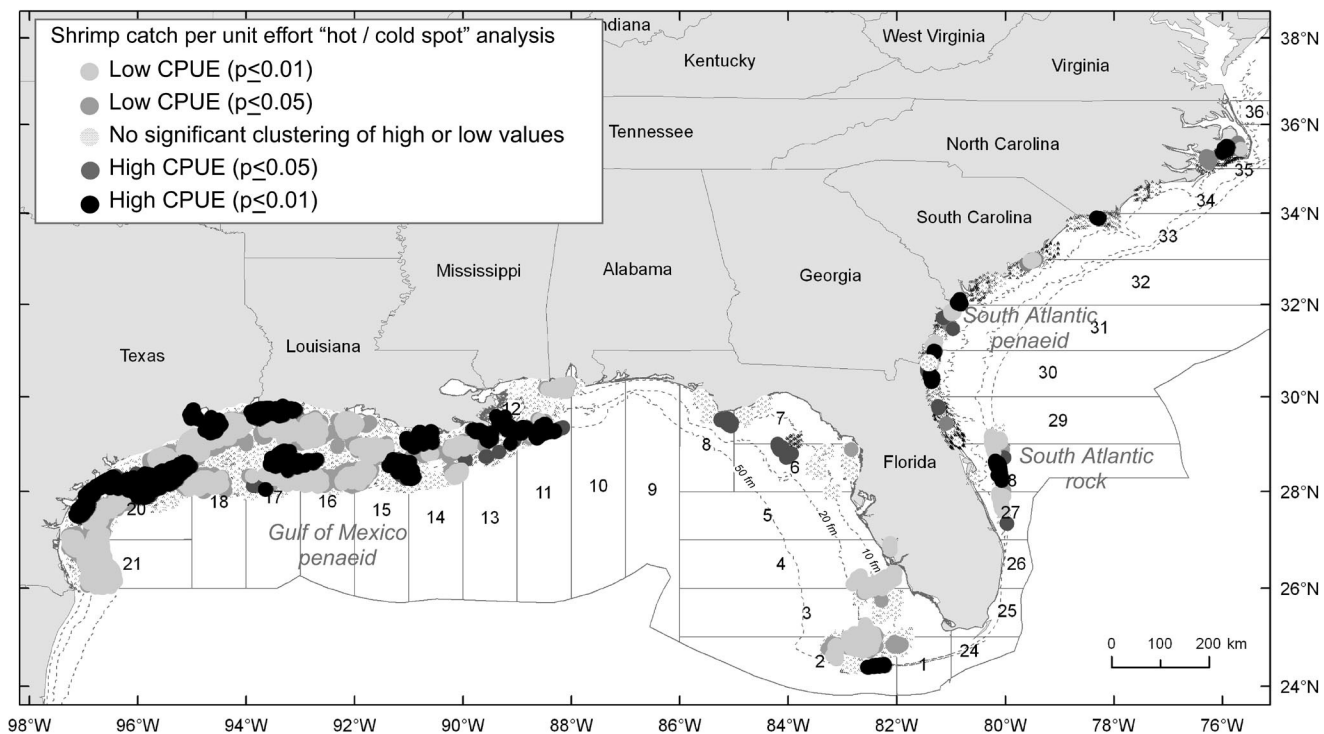 Shrimp catch per unit effort “hot / cold spot” analysis
Low CPUE (p≤0.01)
Low CPUE (p≤0.05)
No significant clustering of high or low values
High CPUE (p≤0.05)
High CPUE (p≤0.01)
ndiana
West Virginia
Kentucky
Virginia
Tennessee
North Carolina
South Carolina
Mississippi
Alabama
Georgia
Texas
Louisiana
Florida
South Atlantic
penaeid
South Atlantic
rock
Gulf of Mexico
penaeid
36
35
34
33
32
31
30
29
8
27
26
25
24
1
2
3
4
5
6
7
8
9
10
11
12
13
14
15
16
17
18
20
21
50 fm
20 fm
10 fm
0 100 200 km
38°N
36°N
34°N
32°N
30°N
28°N
26°N
24°N
98°W 96°W 94°W 92°W 90°W 88°W 86°W 84°W 82°W 80°W 78°W 76°W